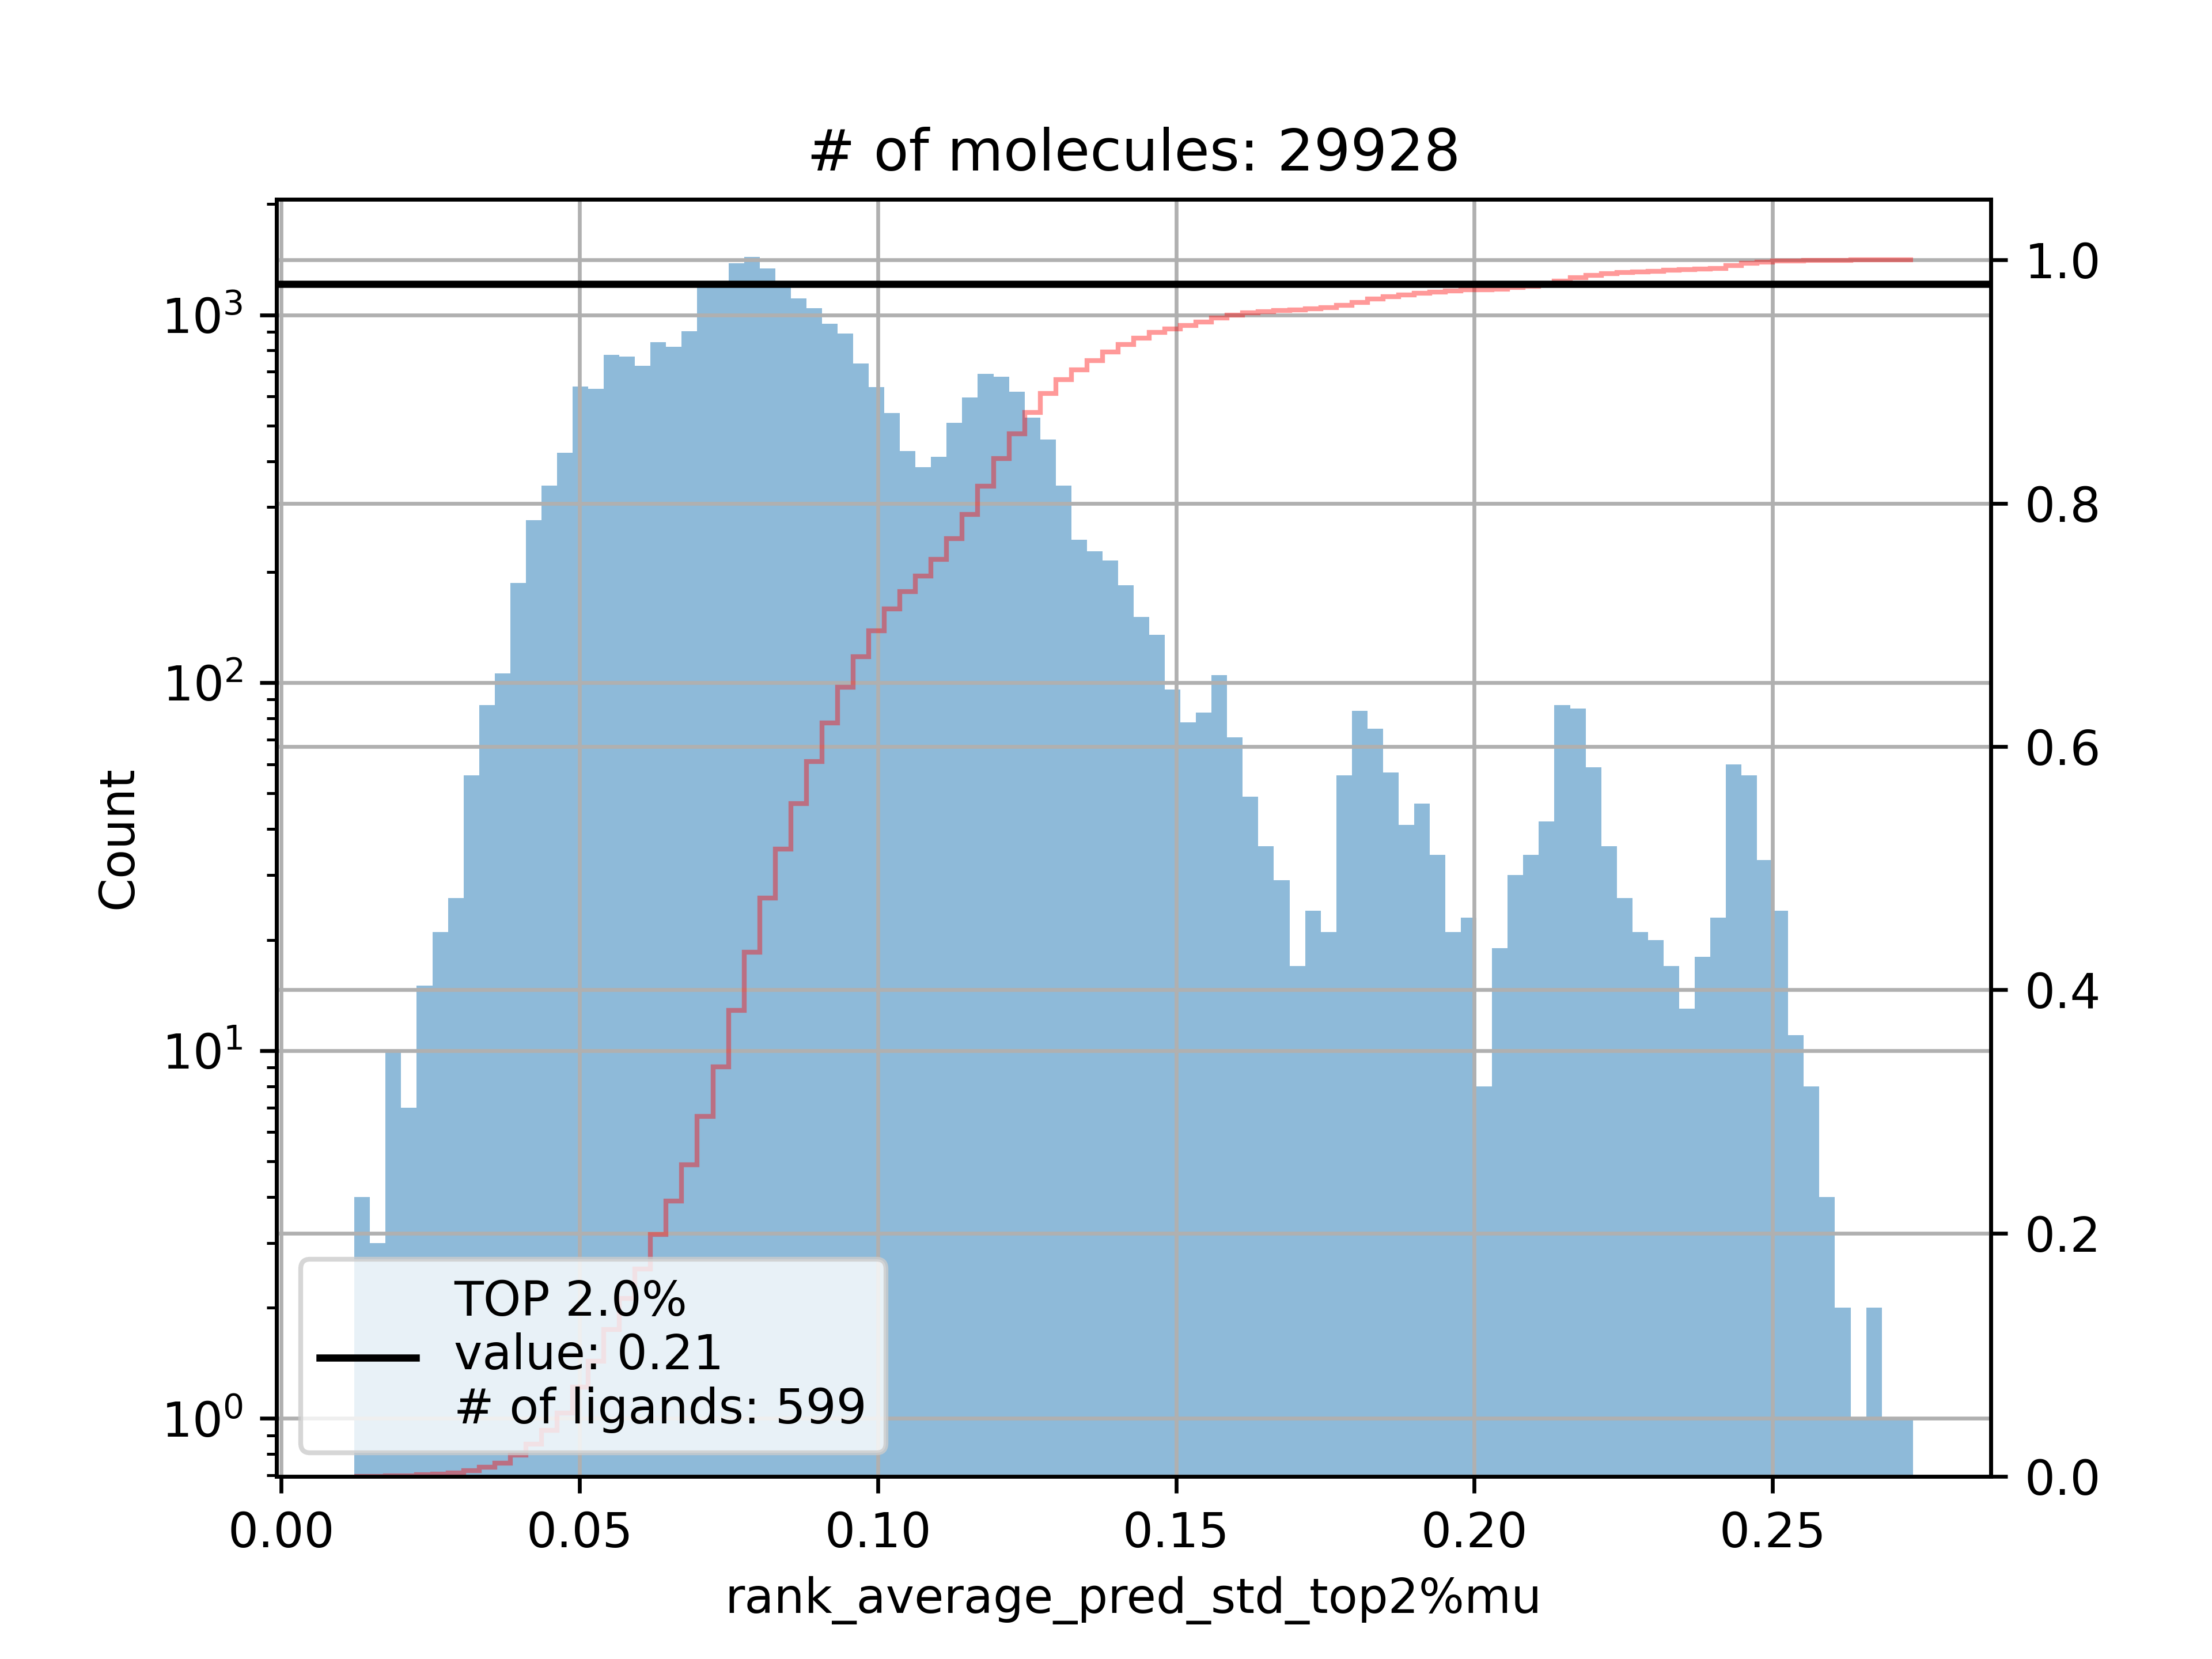 # of molecules: 29928
10³
10²
10¹
10⁰
Count
1.0
0.8
0.6
0.4
0.2
0.0
TOP 2.0%
value: 0.21
# of ligands: 599
0.00 0.05 0.10 0.15 0.20 0.25
rank_average_pred_std_top2%mu